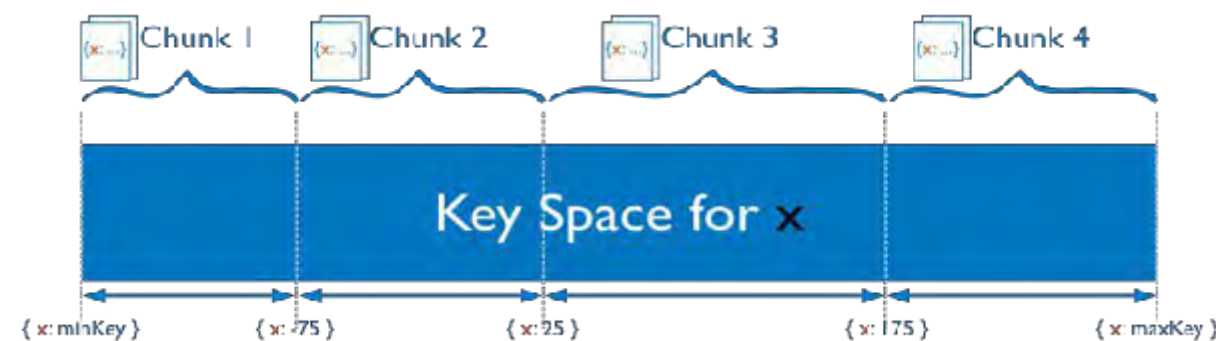 {x: ...} Chunk 1 {x: ...} Chunk 2 {x: ...} Chunk 3 {x: ...} Chunk 4
Key Space for x
{ x: minKey } { x: -75 } { x: 25 } { x: 175 } { x: maxKey }